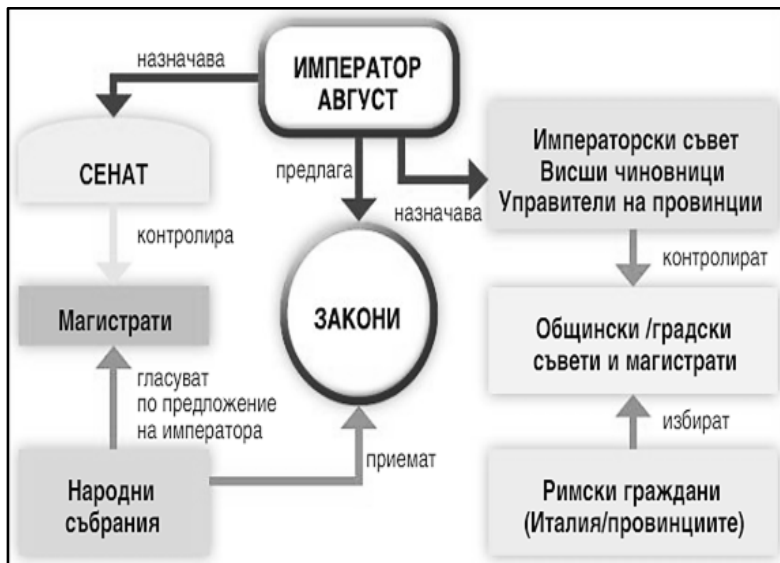 назначава
ИМПЕРАТОР
АВГУСТ
СЕНАТ
предлага
назначава
Императорски съвет
Висши чиновници
Управители на провинции
контролира
контролират
Магистрати
ЗАКОНИ
Общински /градски
съвети и магистрати
гласуват
по предложение
на императора
приемат
избират
Народни
събрания
Римски граждани
(Италия/провинциите)